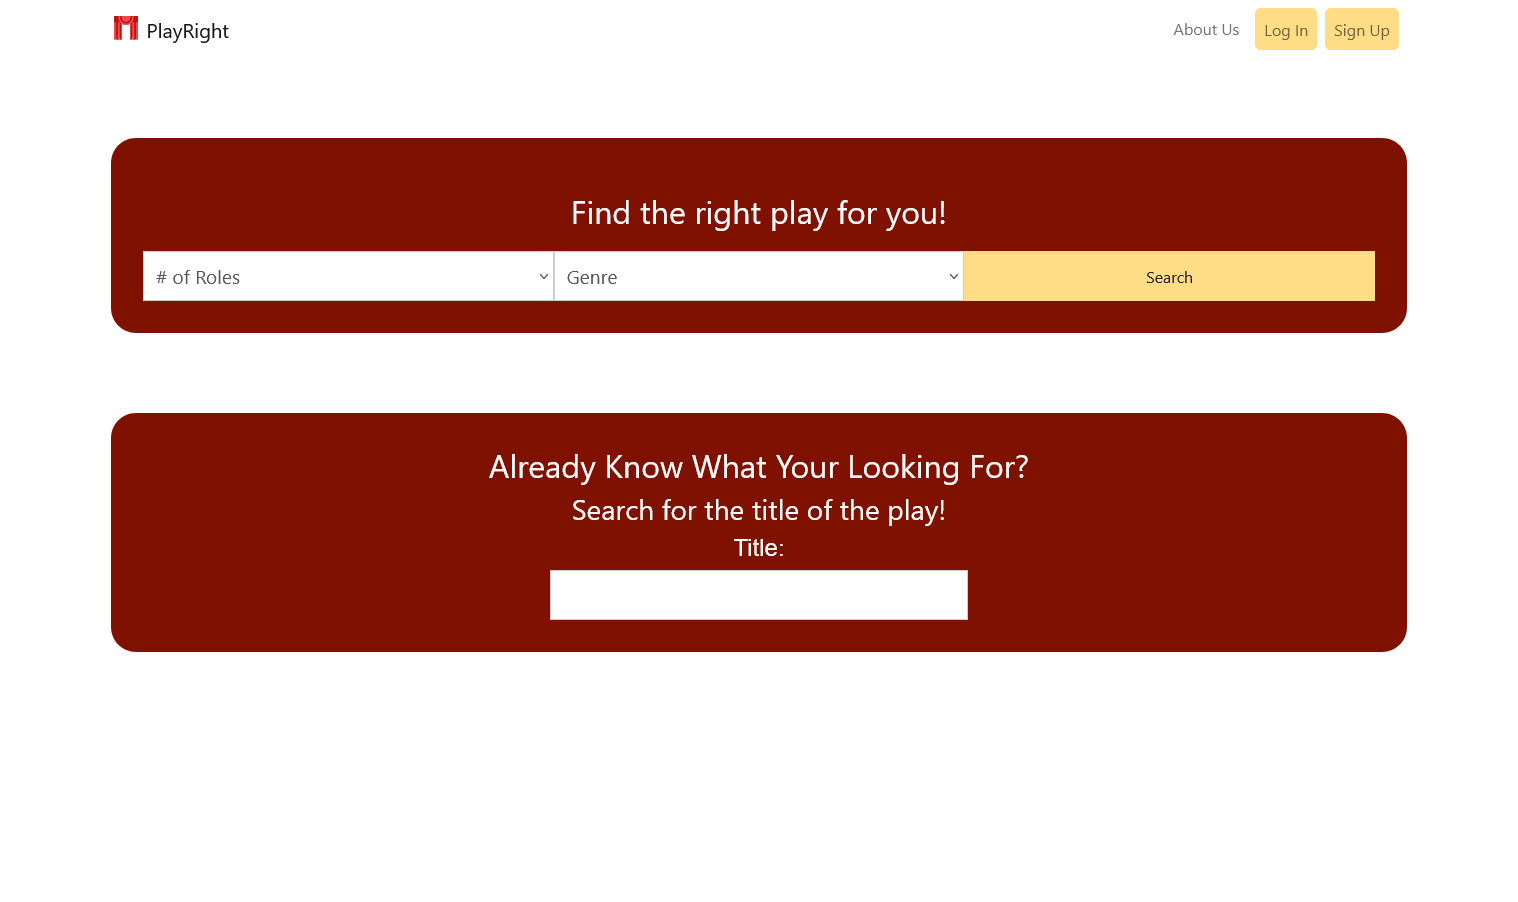 PlayRight
About Us
Log In
Sign Up
Find the right play for you!
# of Roles
Genre
Search
Already Know What Your Looking For?
Search for the title of the play!
Title: